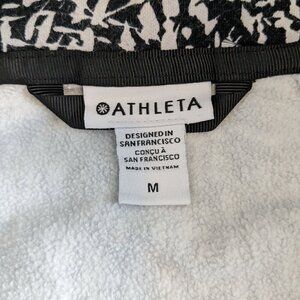 ATHLETA
DESIGNED IN
SAN FRANCISCO
CONÇU À
SAN FRANCISCO
MADE IN VIETNAM
M